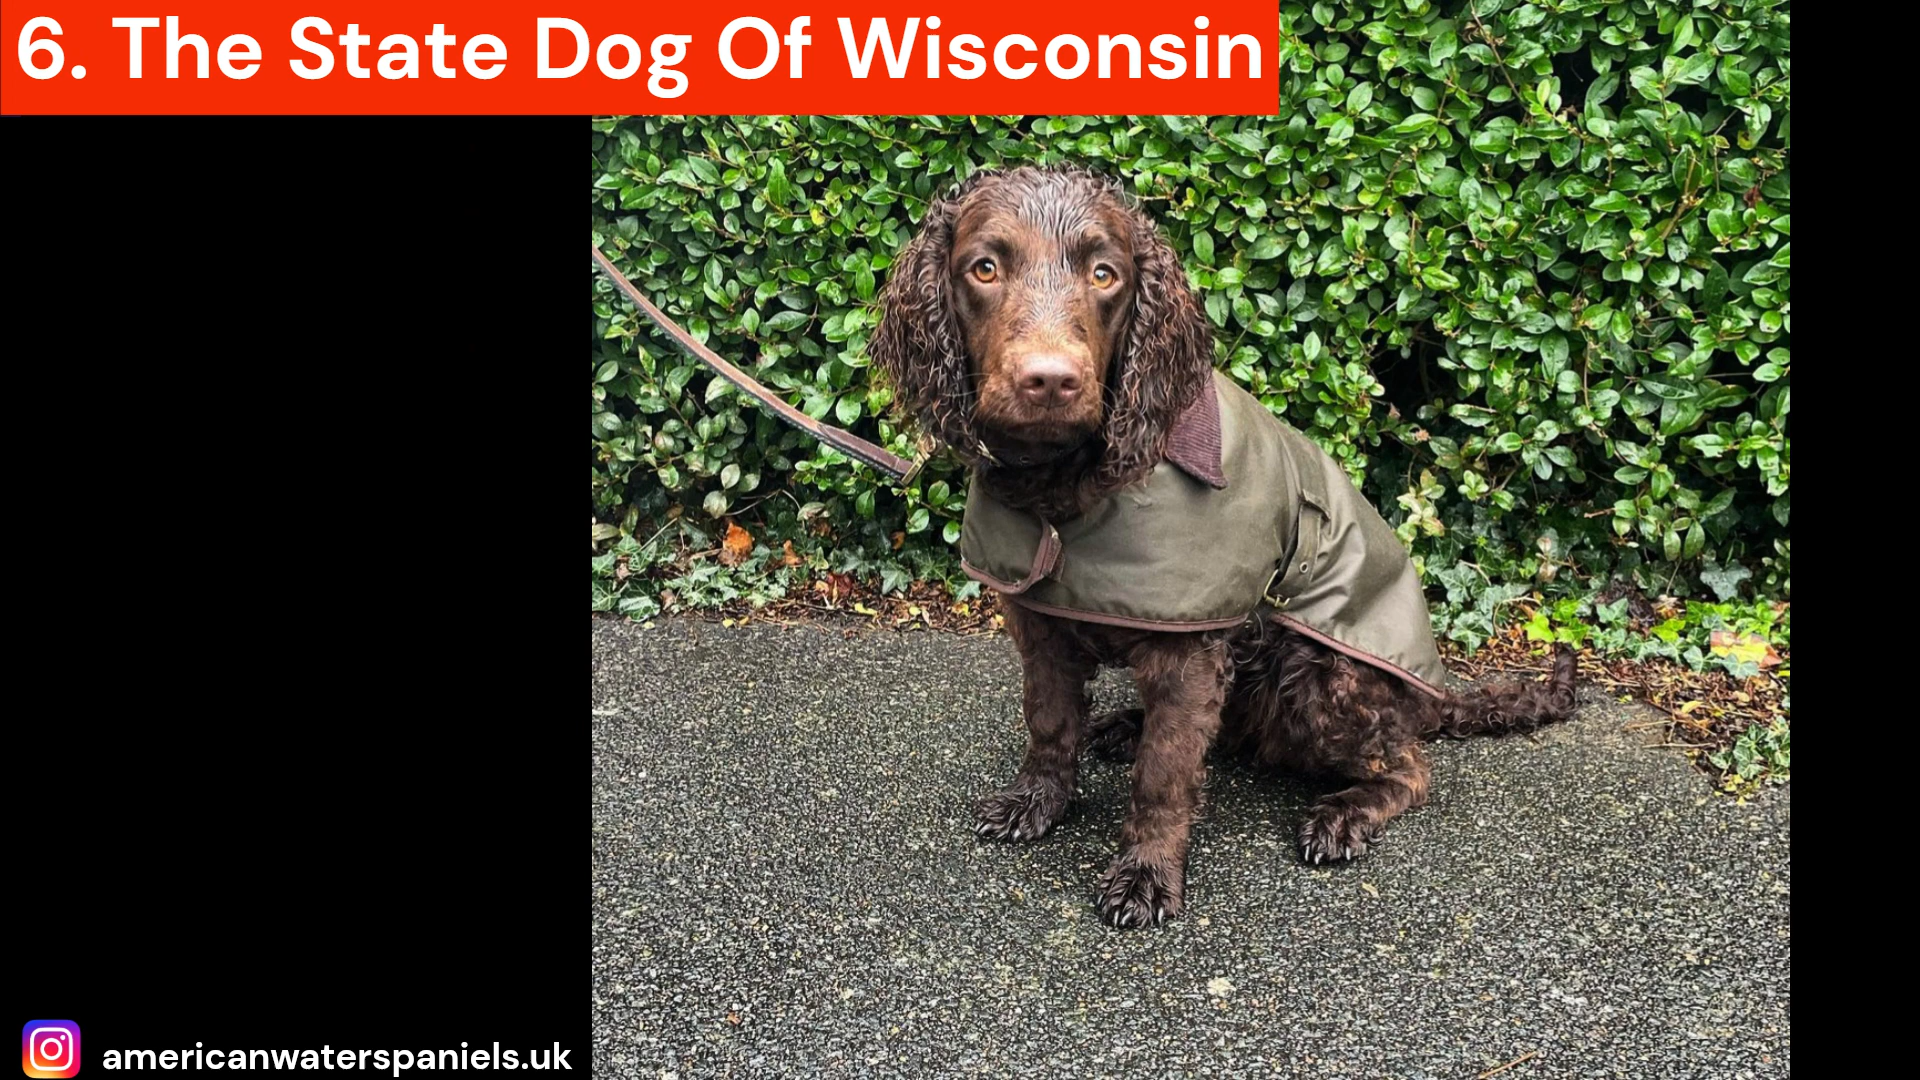 6. The State Dog Of Wisconsin
americanwaterspaniels.uk